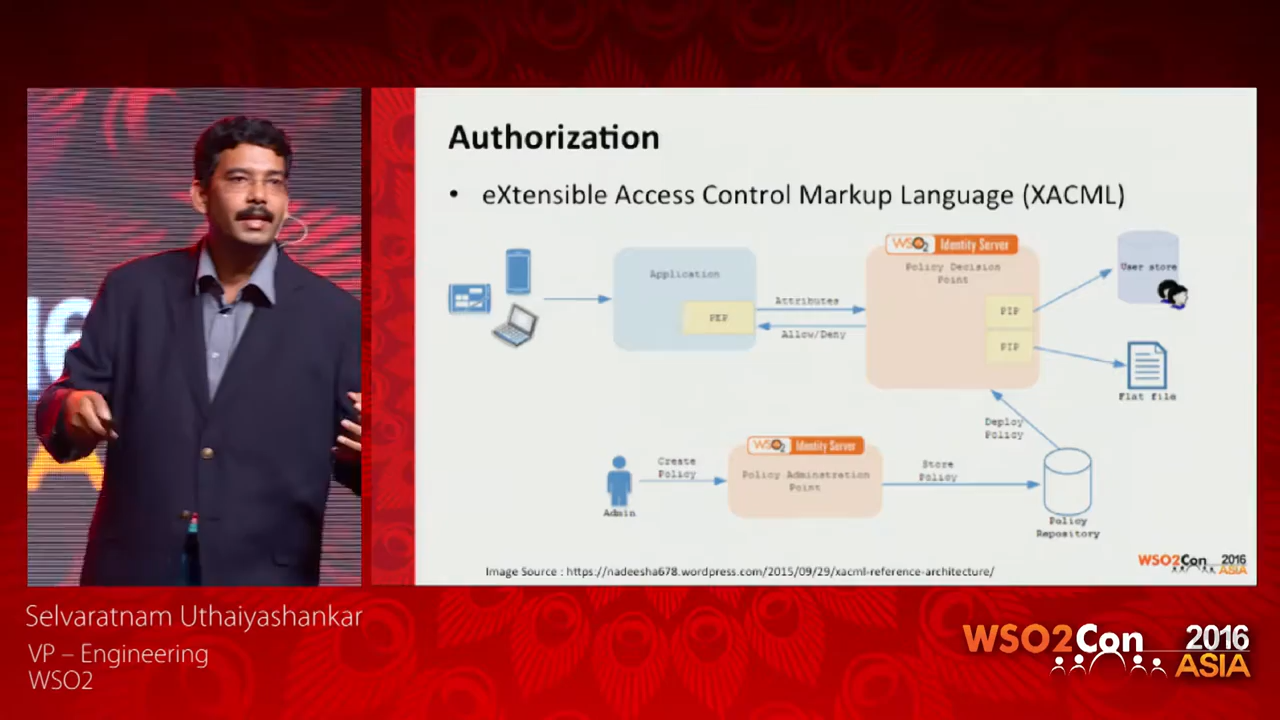 Authorization
• eXtensible Access Control Markup Language (XACML)
WSO2 Identity Server
Policy Decision
Point
User store
Application
PEP
Attributes
Allow/Deny
PIP
PIP
Flat file
Deploy
Policy
WSO2 Identity Server
Create
Policy
Policy Adminstration
Point
Store
Policy
Admin
Policy
Repository
Image Source : https://nadeesha678.wordpress.com/2015/09/29/xacml-reference-architecture/
WSO2Con 2016
ASIA
Selvaratnam Uthaiyashankar
VP – Engineering
WSO2
WSO2Con 2016
ASIA